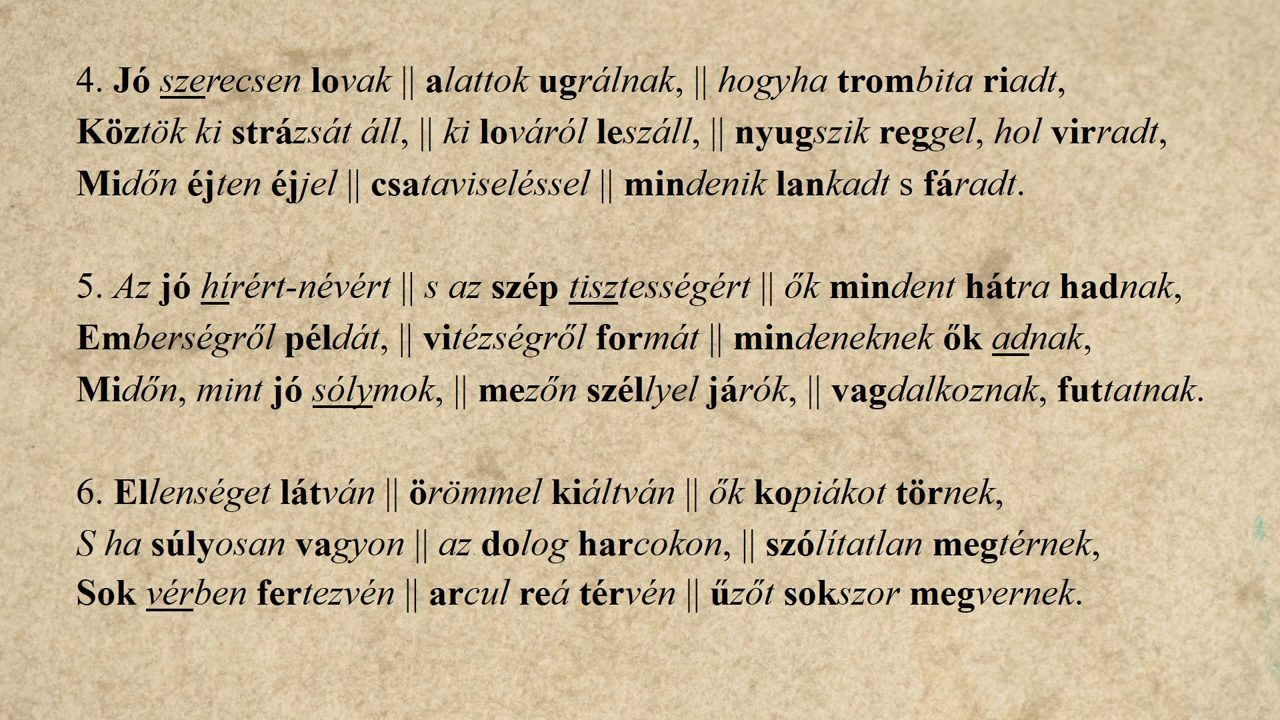 4. Jó szerecsen lovak || alattok ugrálnak, || hogyha trombita riadt,
Köztök ki strázsát áll, || ki lováról leszáll, || nyugszik reggel, hol virradt,
Midőn éjten éjjel || csataviseléssel || mindenik lankadt s fáradt.
5. Az jó hírért-névért || s az szép tisztességért || ők mindent hátra hadnak,
Emberségről példát, || vitézségről formát || mindeneknek ők adnak,
Midőn, mint jó sólymok, || mezőn széllyel járók, || vagdalkoznak, futtatnak.
6. Ellenséget látván || örömmel kiáltván || ők kopiákot törnek,
S ha súlyosan vagyon || az dolog harcokon, || szólítatlan megtérnek,
Sok vérben fertezvén || arcul reá térvén || űzőt sokszor megvernek.